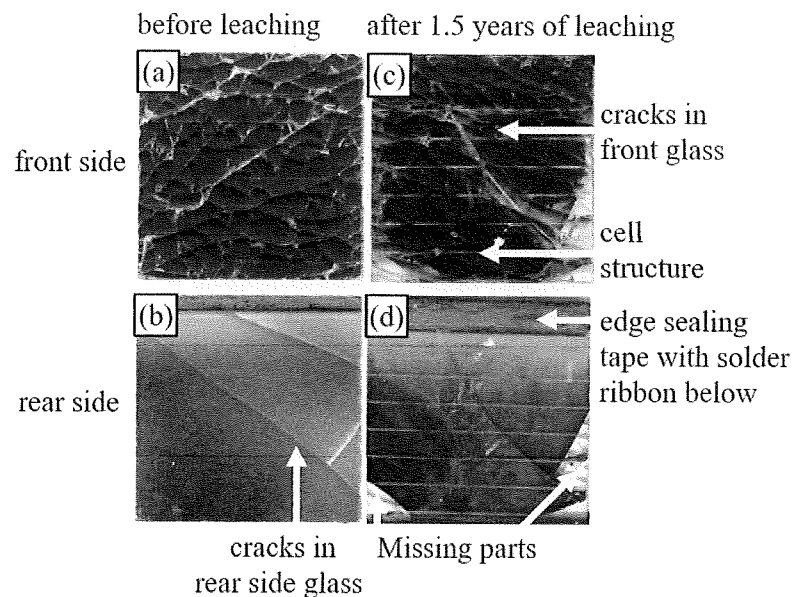 before leaching
after 1.5 years of leaching
(a)
(c)
front side
cracks in
front glass
cell
structure
(b)
(d)
rear side
edge sealing
tape with solder
ribbon below
cracks in
rear side glass
Missing parts